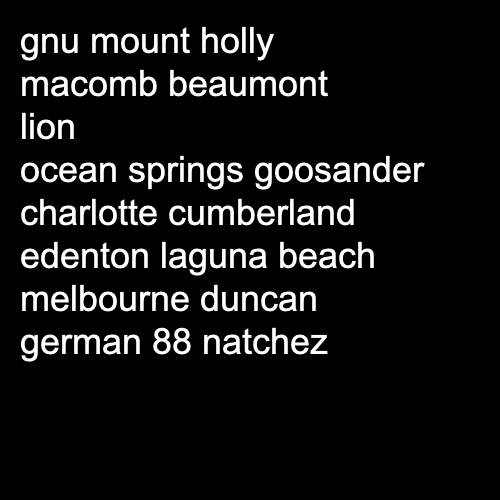 gnu mount holly
macomb beaumont
lion
ocean springs goosander
charlotte cumberland
edenton laguna beach
melbourne duncan
german 88 natchez